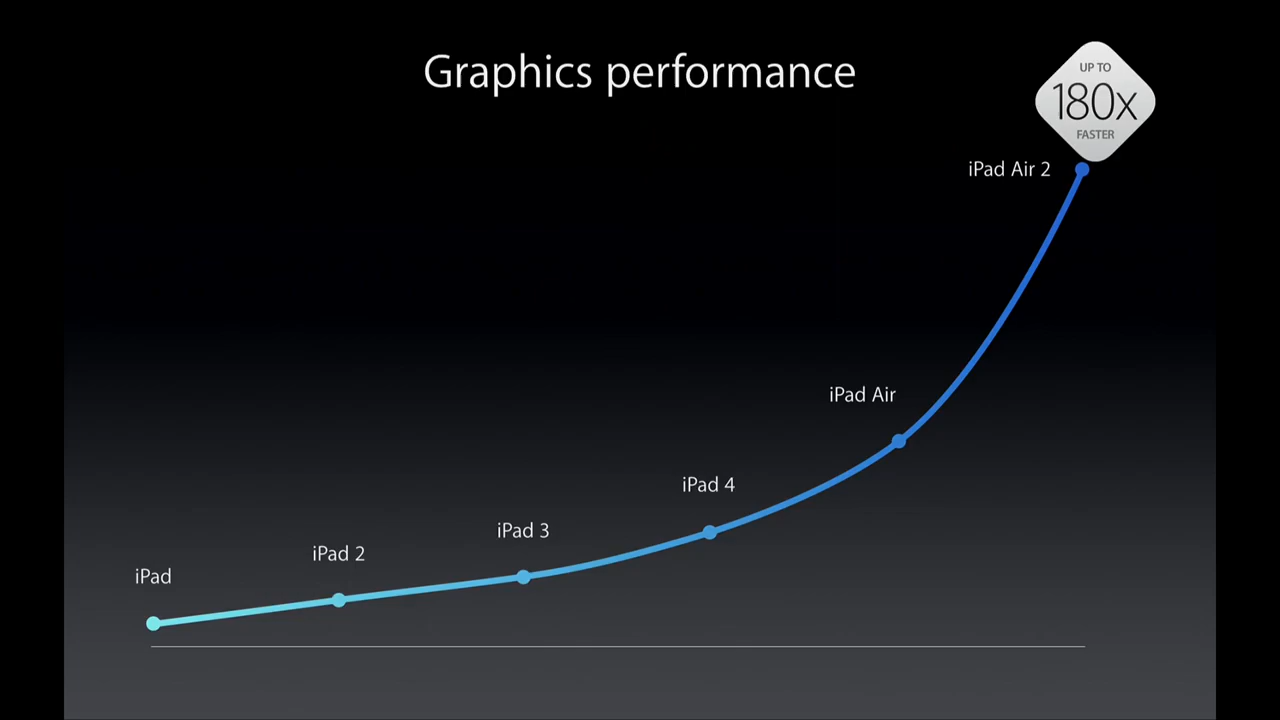 Graphics performance
UP TO
180x
FASTER
iPad Air 2
iPad Air
iPad 4
iPad 3
iPad 2
iPad